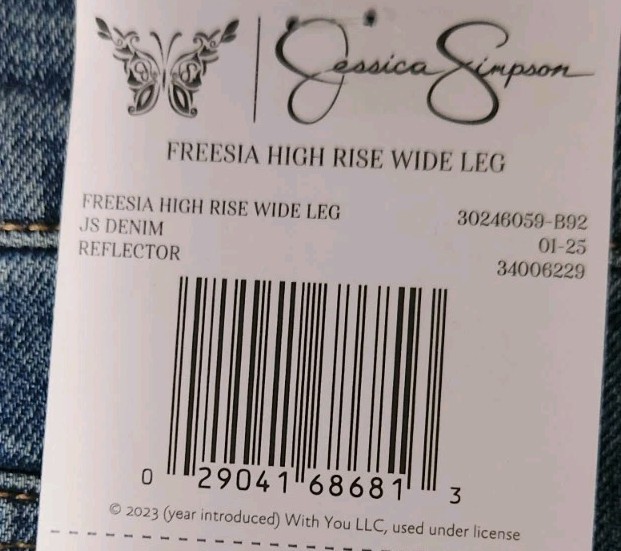 Jessica Simpson
FREESIA HIGH RISE WIDE LEG
FREESIA HIGH RISE WIDE LEG 30246059-B92
JS DENIM 01-25
REFLECTOR 34006229
0 29041 68681 3
© 2023 (year introduced) With You LLC, used under license